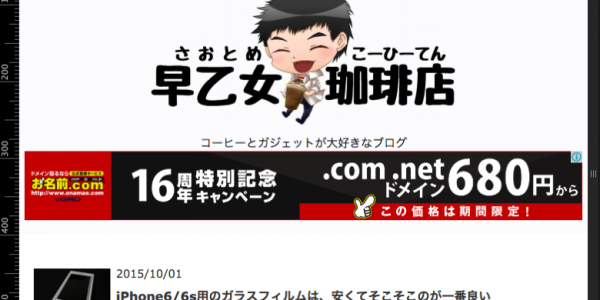 さおとめ こーひーてん
早乙女 珈琲店
コーヒーとガジェットが大好きなブログ
ドメイン取るなら
お名前.com
http://www.onamae.com
16周年 特別記念キャンペーン
.com .net
ドメイン 680円から
この価格は期間限定!
2015/10/01
iPhone6/6s用のガラスフィルムは、安くてそこそこのが一番良い
200
300
400